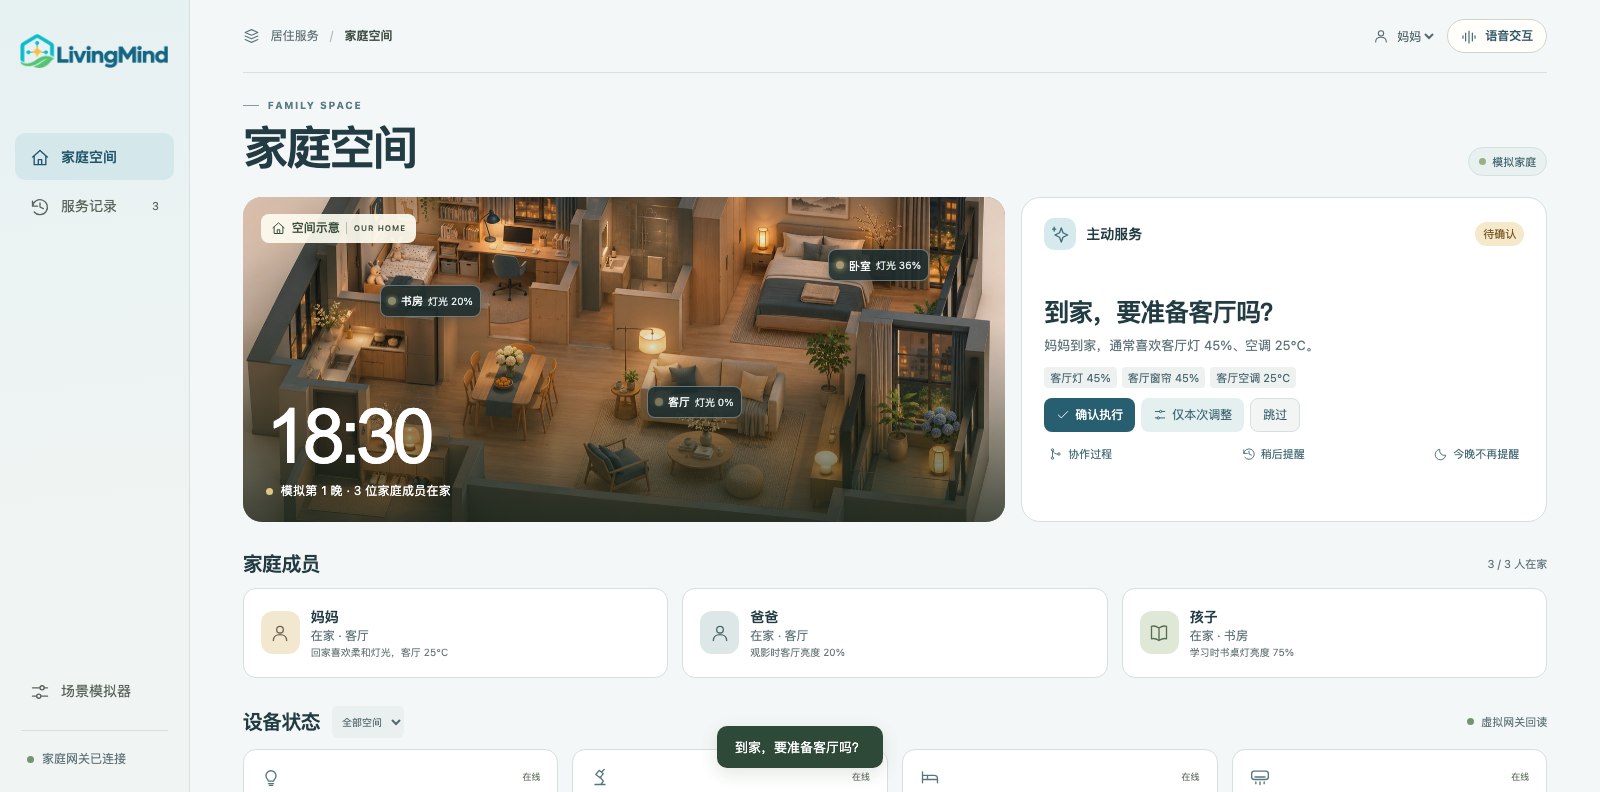 LivingMind
家庭空间
服务记录 3
场景模拟器
家庭网关已连接
居住服务 / 家庭空间
妈妈
语音交互
FAMILY SPACE
家庭空间
模拟家庭
空间示意 | OUR HOME
卧室 灯光 36%
书房 灯光 20%
客厅 灯光 0%
18:30
模拟第 1 晚 · 3 位家庭成员在家
主动服务
待确认
到家，要准备客厅吗？
妈妈到家，通常喜欢客厅灯 45%、空调 25°C。
客厅灯 45% 客厅窗帘 45% 客厅空调 25°C
确认执行 仅本次调整 跳过
协作过程 稍后提醒 今晚不再提醒
家庭成员
3 / 3 人在家
妈妈
在家 · 客厅
回家喜欢柔和灯光，客厅 25°C
爸爸
在家 · 客厅
观影时客厅亮度 20%
孩子
在家 · 书房
学习时书桌灯亮度 75%
设备状态 全部空间
虚拟网关回读
到家，要准备客厅吗？
在线
在线
在线
在线